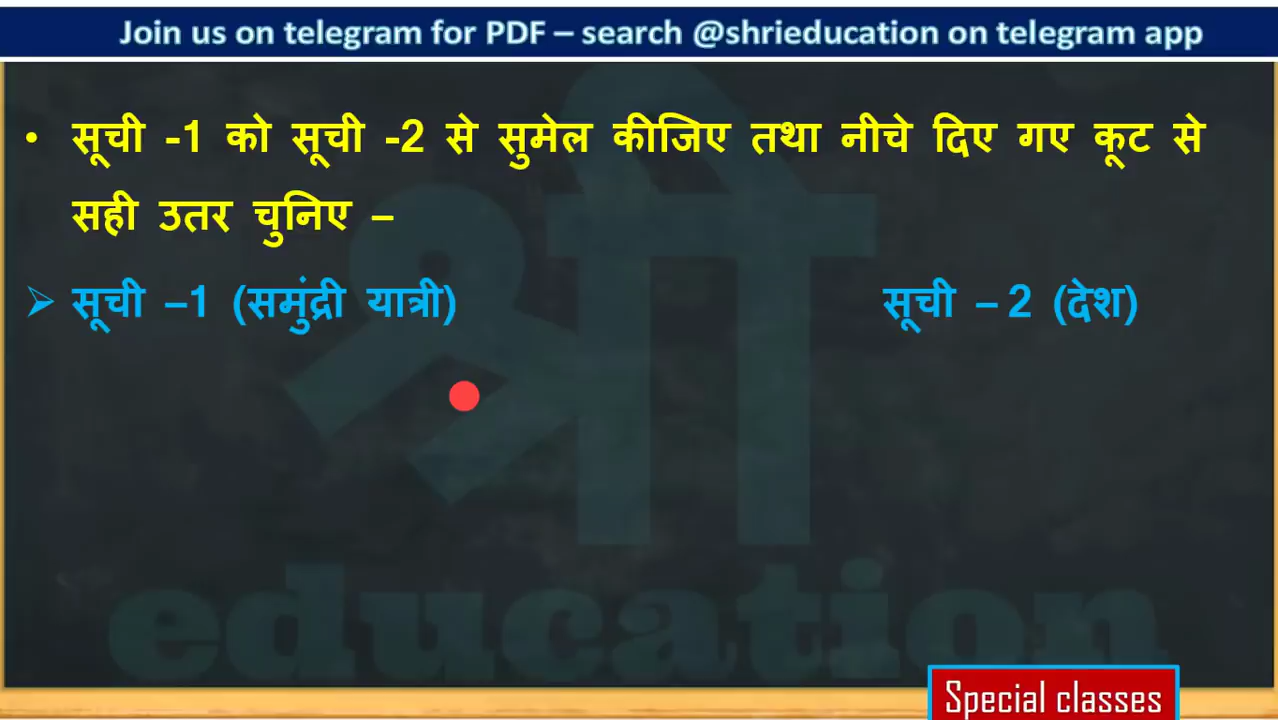 Join us on telegram for PDF – search @shrieducation on telegram app
• सूची -1 को सूची -2 से सुमेल कीजिए तथा नीचे दिए गए कूट से
सही उतर चुनिए –
➢ सूची –1 (समुंद्री यात्री) सूची – 2 (देश)
श्री
education
Special classes